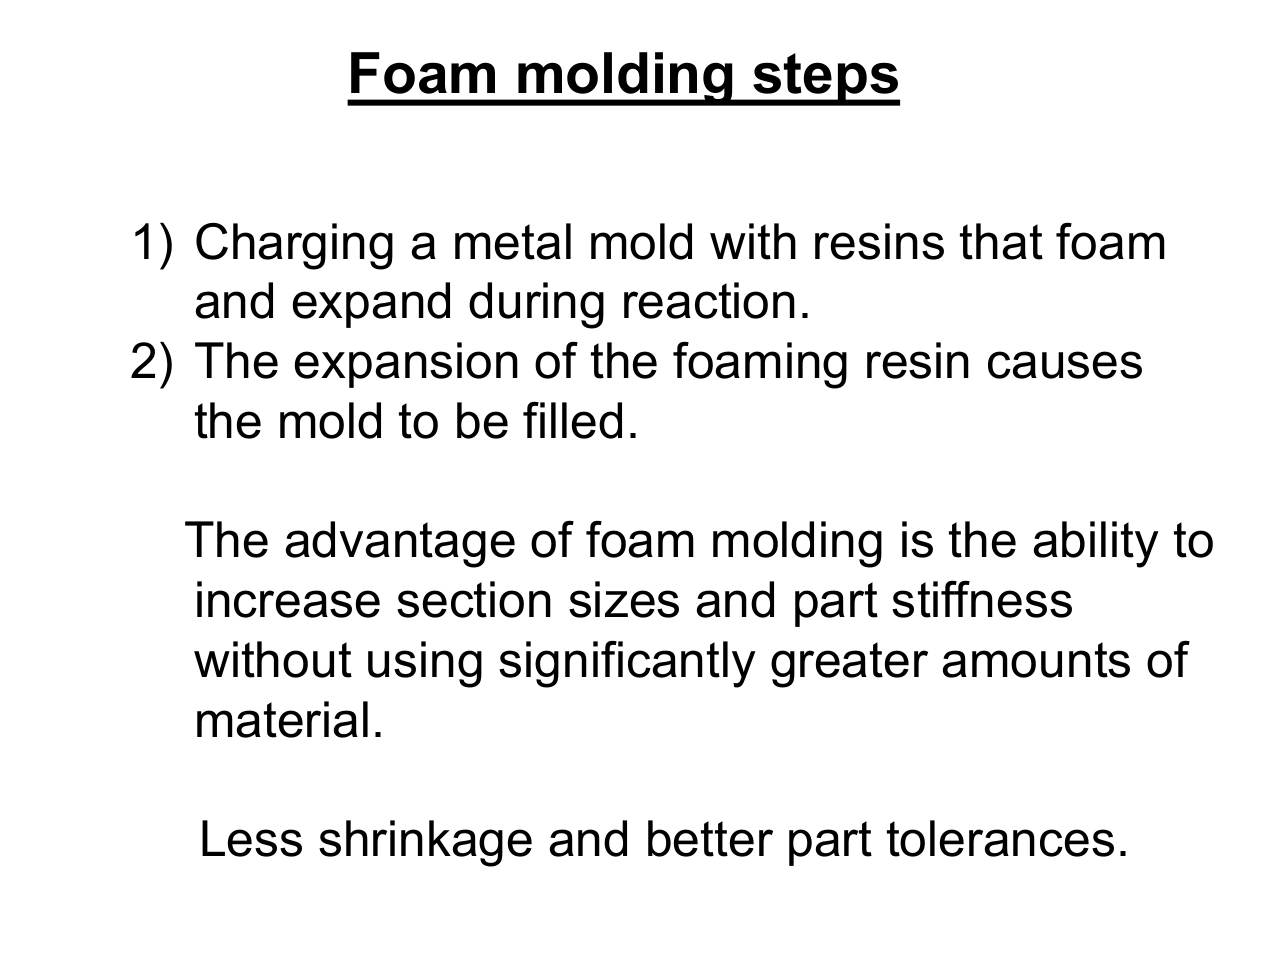 Foam molding steps
1) Charging a metal mold with resins that foam
and expand during reaction.
2) The expansion of the foaming resin causes
the mold to be filled.
The advantage of foam molding is the ability to
increase section sizes and part stiffness
without using significantly greater amounts of
material.
Less shrinkage and better part tolerances.